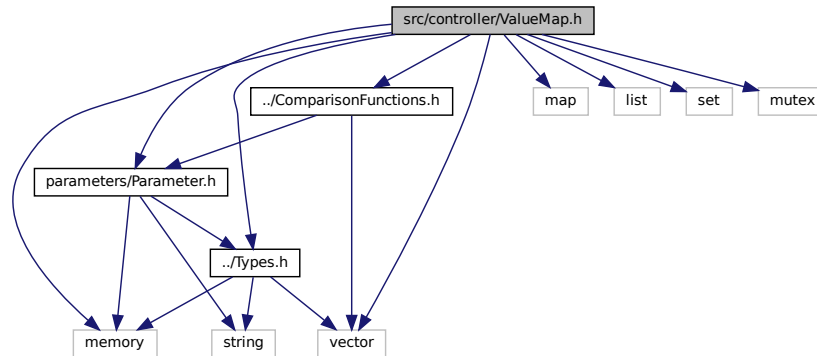 src/controller/ValueMap.h
../ComparisonFunctions.h
map
list
set
mutex
parameters/Parameter.h
../Types.h
memory
string
vector